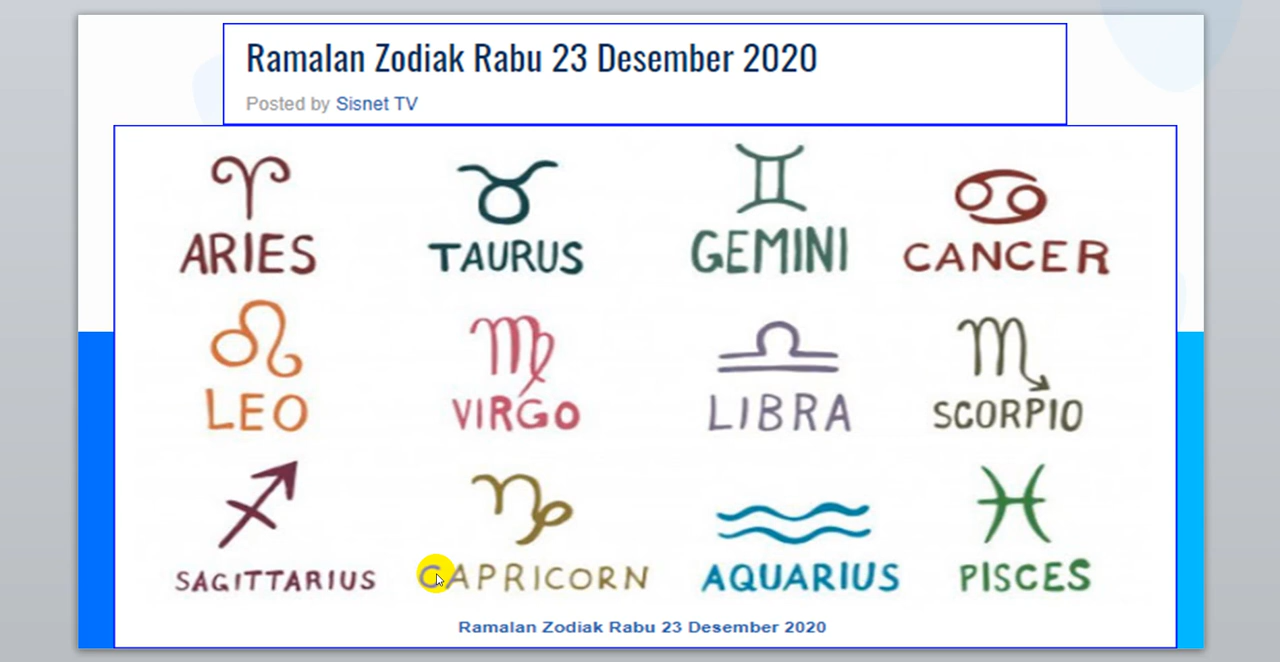 Ramalan Zodiak Rabu 23 Desember 2020
Posted by Sisnet TV
ARIES TAURUS GEMINI CANCER
LEO VIRGO LIBRA SCORPIO
SAGITTARIUS CAPRICORN AQUARIUS PISCES
Ramalan Zodiak Rabu 23 Desember 2020